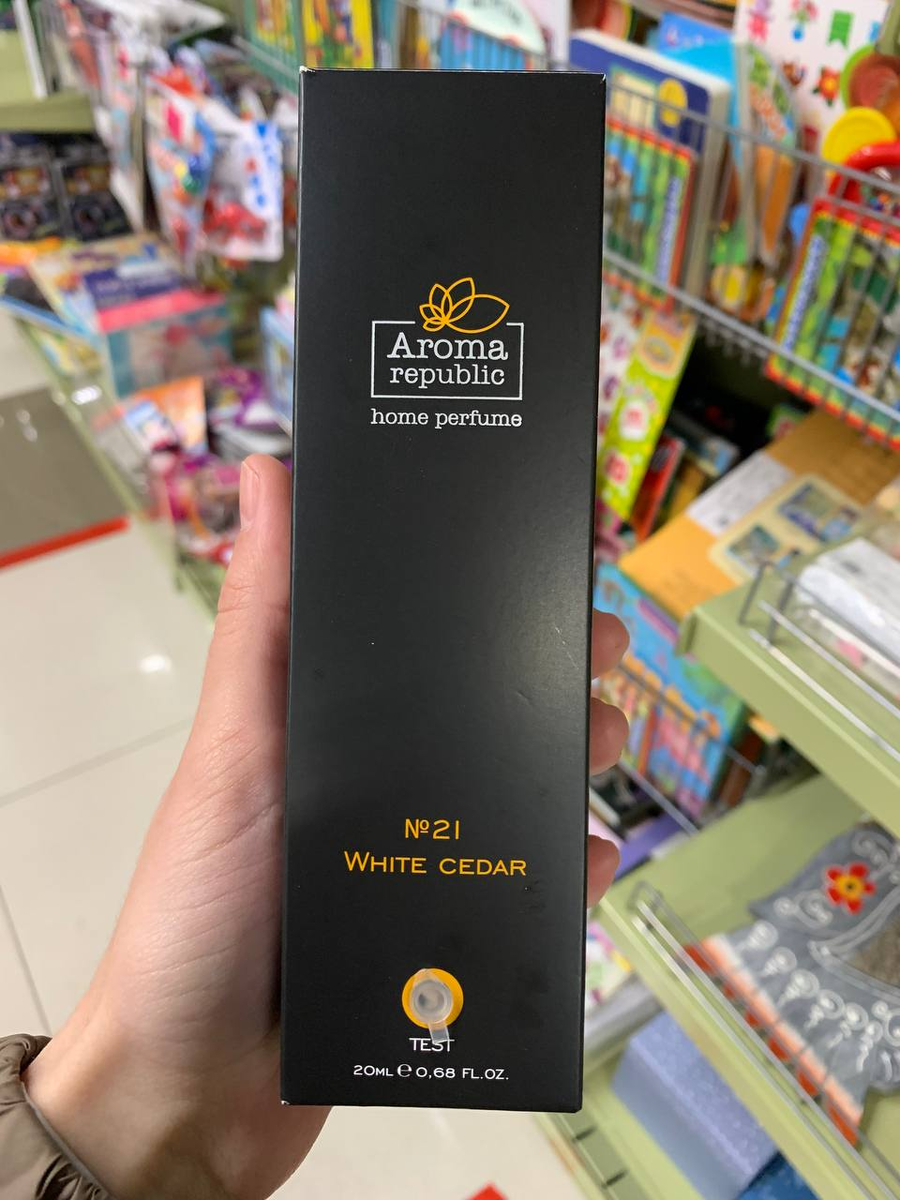 Aroma
republic
home perfume
№21
WHITE CEDAR
TEST
20ML ℮ 0,68 FL.OZ.